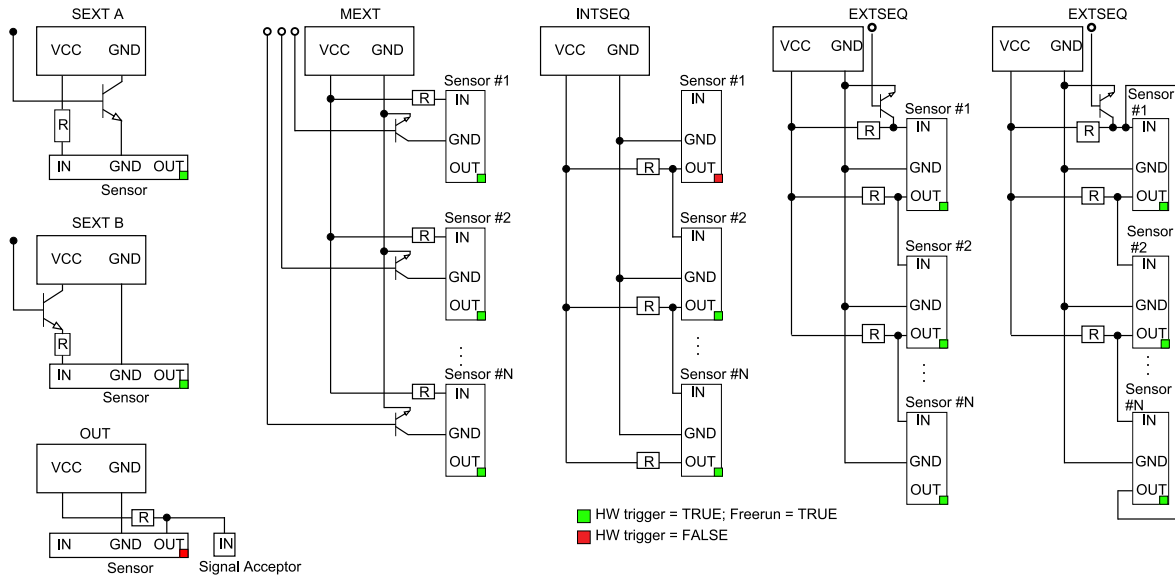 SEXT A
VCC GND
R
IN GND OUT
Sensor
SEXT B
VCC GND
R
IN GND OUT
Sensor
OUT
VCC GND
R
IN GND OUT
IN
Sensor
Signal Acceptor
MEXT
VCC GND
Sensor #1
R
IN
GND
OUT
Sensor #2
R
IN
GND
OUT
Sensor #N
R
IN
GND
OUT
INTSEQ
VCC GND
Sensor #1
IN
GND
R
OUT
Sensor #2
IN
GND
R
OUT
Sensor #N
IN
GND
R
OUT
EXTSEQ
VCC GND
Sensor #1
R
IN
GND
R
OUT
Sensor #2
IN
GND
R
OUT
Sensor #N
IN
GND
OUT
EXTSEQ
VCC GND
Sensor
#1
R
IN
GND
R
OUT
Sensor
#2
IN
GND
R
OUT
Sensor
#N
IN
GND
OUT
HW trigger = TRUE; Freerun = TRUE
HW trigger = FALSE